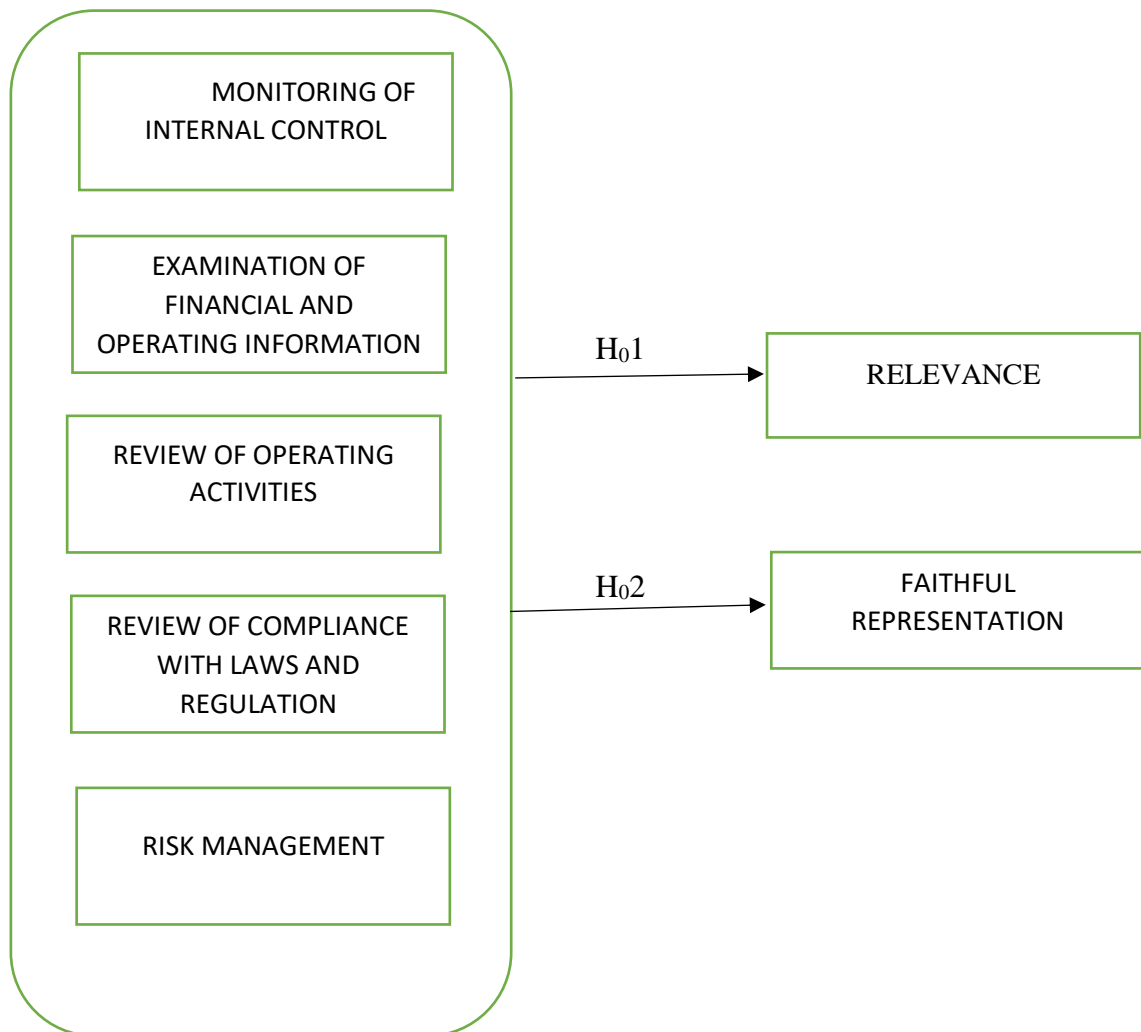 MONITORING OF
INTERNAL CONTROL
EXAMINATION OF
FINANCIAL AND
OPERATING INFORMATION
REVIEW OF OPERATING
ACTIVITIES
REVIEW OF COMPLIANCE
WITH LAWS AND
REGULATION
RISK MANAGEMENT
H₀1
RELEVANCE
H₀2
FAITHFUL
REPRESENTATION